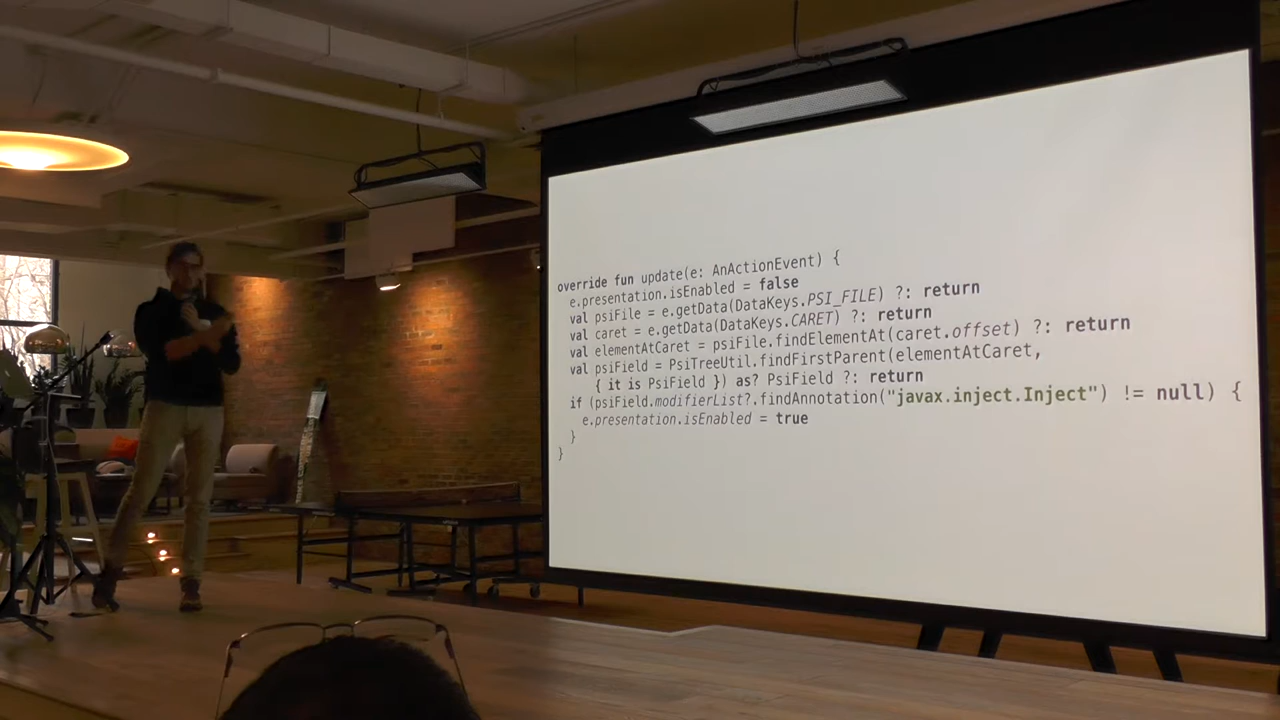 override fun update(e: AnActionEvent) {
e.presentation.isEnabled = false
val psiFile = e.getData(DataKeys.PSI_FILE) ?: return
val caret = e.getData(DataKeys.CARET) ?: return
val elementAtCaret = psiFile.findElementAt(caret.offset) ?: return
val psiField = PsiTreeUtil.findFirstParent(elementAtCaret,
{ it is PsiField }) as? PsiField ?: return
if (psiField.modifierList?.findAnnotation("javax.inject.Inject") != null) {
e.presentation.isEnabled = true
}
}